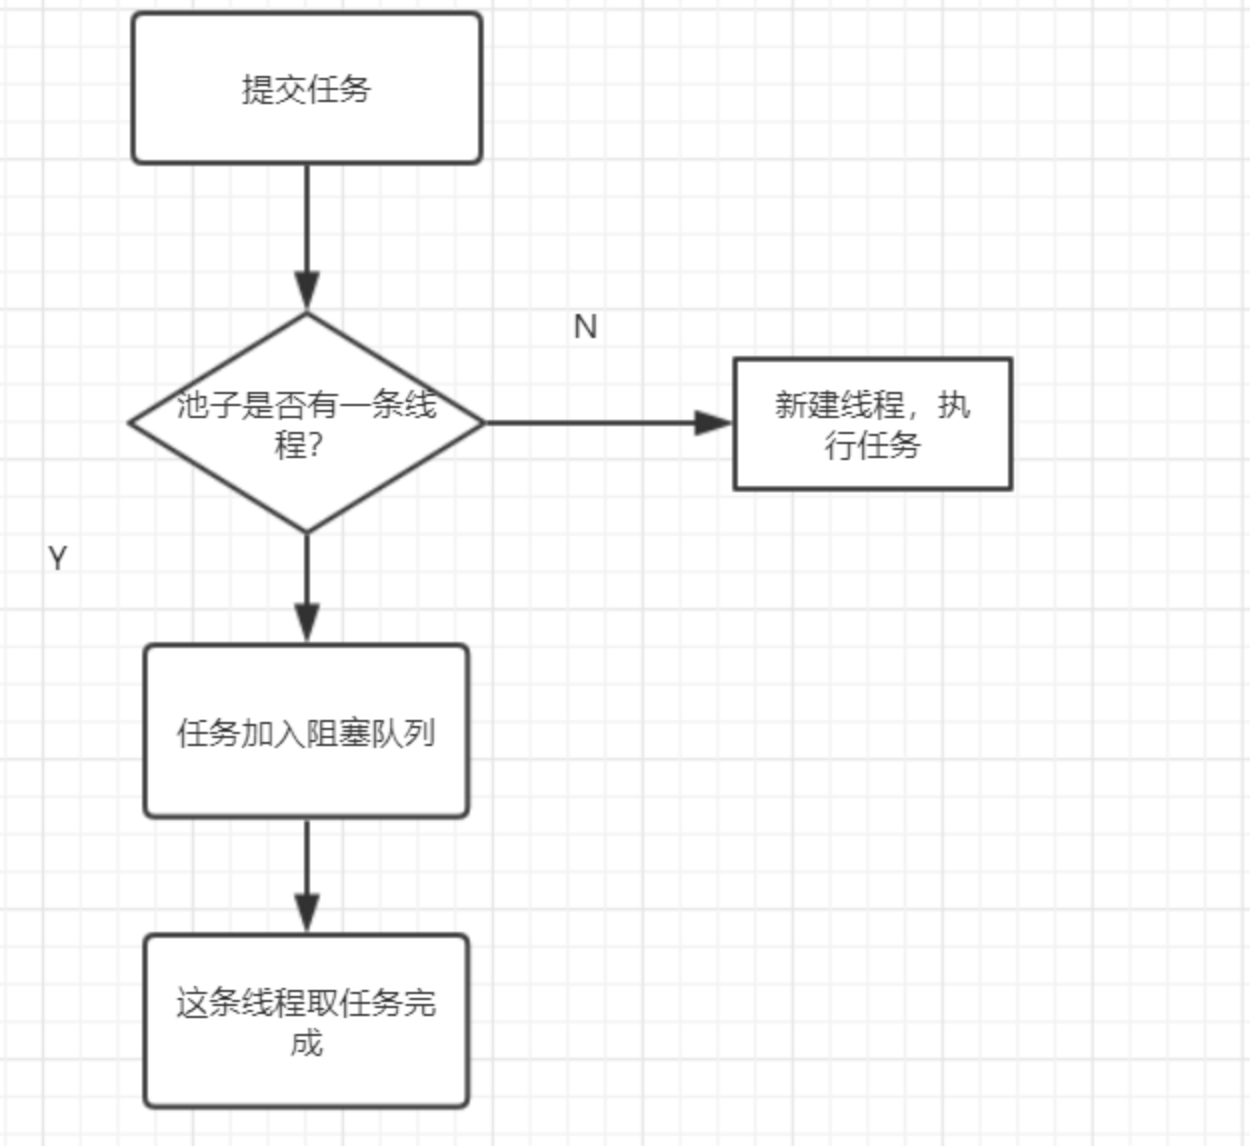 提交任务
N
池子是否有一条线
程?
新建线程，执
行任务
Y
任务加入阻塞队列
这条线程取任务完
成